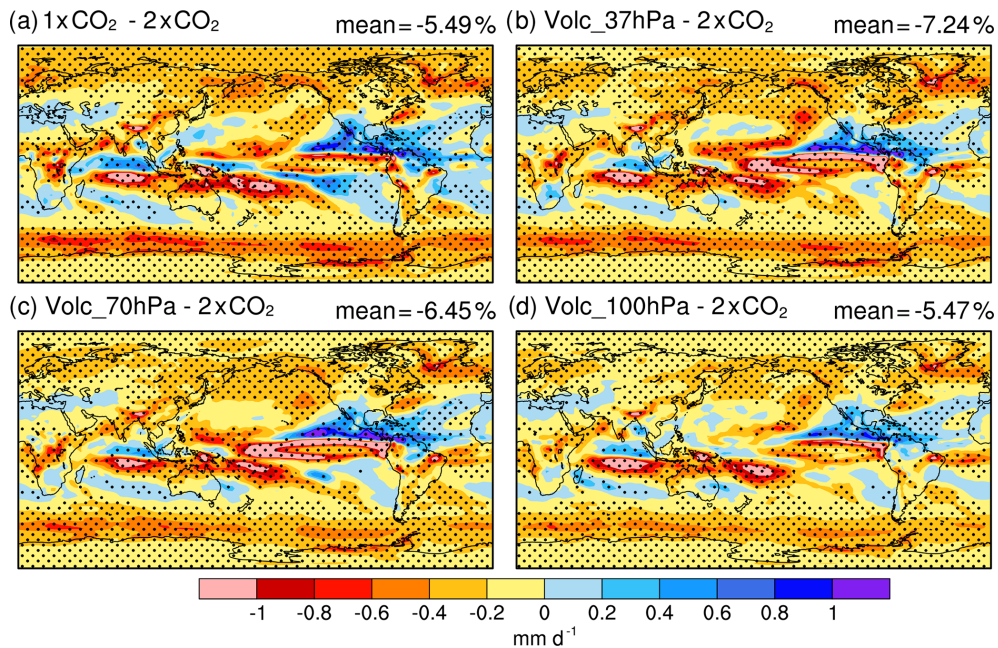 (a) 1xCO₂ - 2xCO₂ mean=-5.49%
(b) Volc_37hPa - 2xCO₂ mean=-7.24%
(c) Volc_70hPa - 2xCO₂ mean=-6.45%
(d) Volc_100hPa - 2xCO₂ mean=-5.47%
-1 -0.8 -0.6 -0.4 -0.2 0 0.2 0.4 0.6 0.8 1
mm d⁻¹